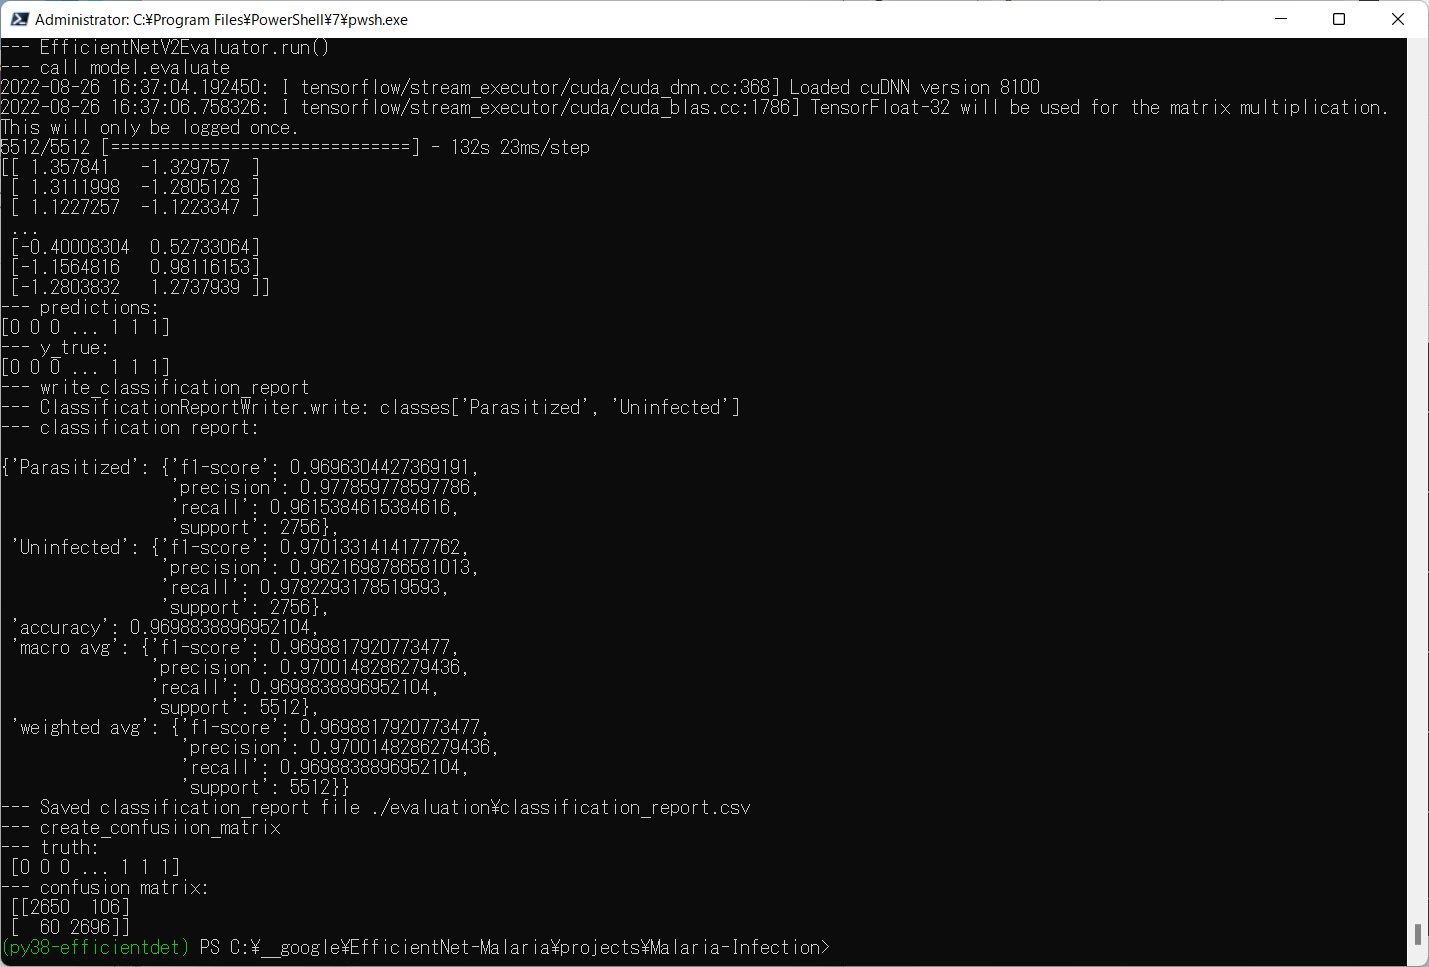 Administrator: C:¥Program Files¥PowerShell¥7¥pwsh.exe
--- EfficientNetV2Evaluator.run()
--- call model.evaluate
2022-08-26 16:37:04.192450: I tensorflow/stream_executor/cuda/cuda_dnn.cc:368] Loaded cuDNN version 8100
2022-08-26 16:37:06.758326: I tensorflow/stream_executor/cuda/cuda_blas.cc:1786] TensorFloat-32 will be used for the matrix multiplication.
This will only be logged once.
5512/5512 [==============================] - 132s 23ms/step
[[ 1.357841   -1.329757  ]
 [ 1.3111998  -1.2805128 ]
 [ 1.1227257  -1.1223347 ]
 ...
 [-0.40008304  0.52733064]
 [-1.1564816   0.98116153]
 [-1.2803832   1.2737939 ]]
--- predictions:
[0 0 0 ... 1 1 1]
--- y_true:
[0 0 0 ... 1 1 1]
--- write_classification_report
--- ClassificationReportWriter.write: classes['Parasitized', 'Uninfected']
--- classification report:
{'Parasitized': {'f1-score': 0.9696304427369191,
                 'precision': 0.977859778597786,
                 'recall': 0.9615384615384616,
                 'support': 2756},
 'Uninfected': {'f1-score': 0.9701331414177762,
                'precision': 0.9621698786581013,
                'recall': 0.9782293178519593,
                'support': 2756},
 'accuracy': 0.9698838896952104,
 'macro avg': {'f1-score': 0.9698817920773477,
               'precision': 0.9700148286279436,
               'recall': 0.9698838896952104,
               'support': 5512},
 'weighted avg': {'f1-score': 0.9698817920773477,
                  'precision': 0.9700148286279436,
                  'recall': 0.9698838896952104,
                  'support': 5512}}
--- Saved classification_report file ./evaluation¥classification_report.csv
--- create_confusiion_matrix
--- truth:
 [0 0 0 ... 1 1 1]
--- confusion matrix:
 [[2650  106]
 [  60 2696]]
(py38-efficientdet) PS C:¥__google¥EfficientNet-Malaria¥projects¥Malaria-Infection>